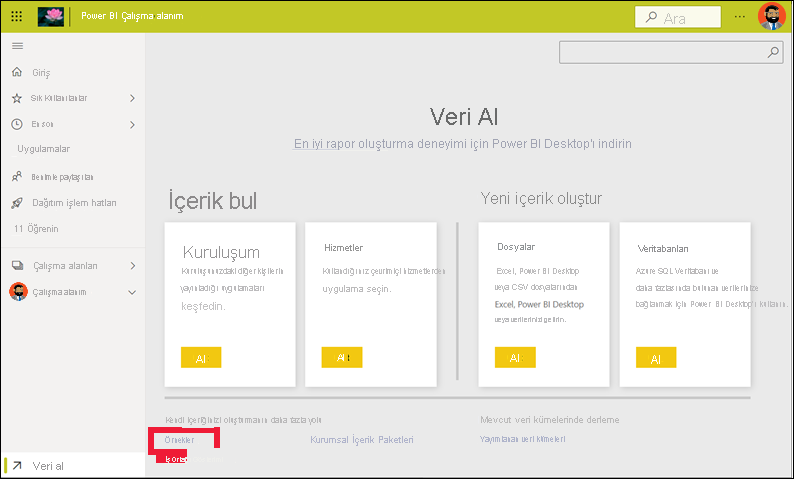 Power BI Çalışma alanım
Ara
Giriş
Sık Kullanılanlar
En son
Uygulamalar
Benimle paylaşılan
Dağıtım işlem hatları
11 Öğrenin
Çalışma alanları
Çalışma alanım
Veri al
Veri Al
En iyi rapor oluşturma deneyimi için Power BI Desktop'ı indirin
İçerik bul
Yeni içerik oluştur
Kuruluşum
Kuruluşunuzdaki diğer kişilerin
yayınladığı uygulamaları
keşfedin.
Al
Hizmetler
Kullandığınız çevrimiçi hizmetlerden
uygulama seçin.
Al
Dosyalar
Excel, Power BI Desktop
veya CSV dosyalarından
Excel, Power BI Desktop
veya verilerinizi getirin.
Al
Veritabanları
Azure SQL Veritabanı ve
daha fazlasında bulunan verilerinize
bağlanmak için Power BI Desktop'ı kullanın.
Al
Kendi içeriğinizi oluşturmanın daha fazla yolu
Örnekler
Kurumsal İçerik Paketleri
Mevcut veri kümelerinde derleme
Yayımlanan veri kümeleri